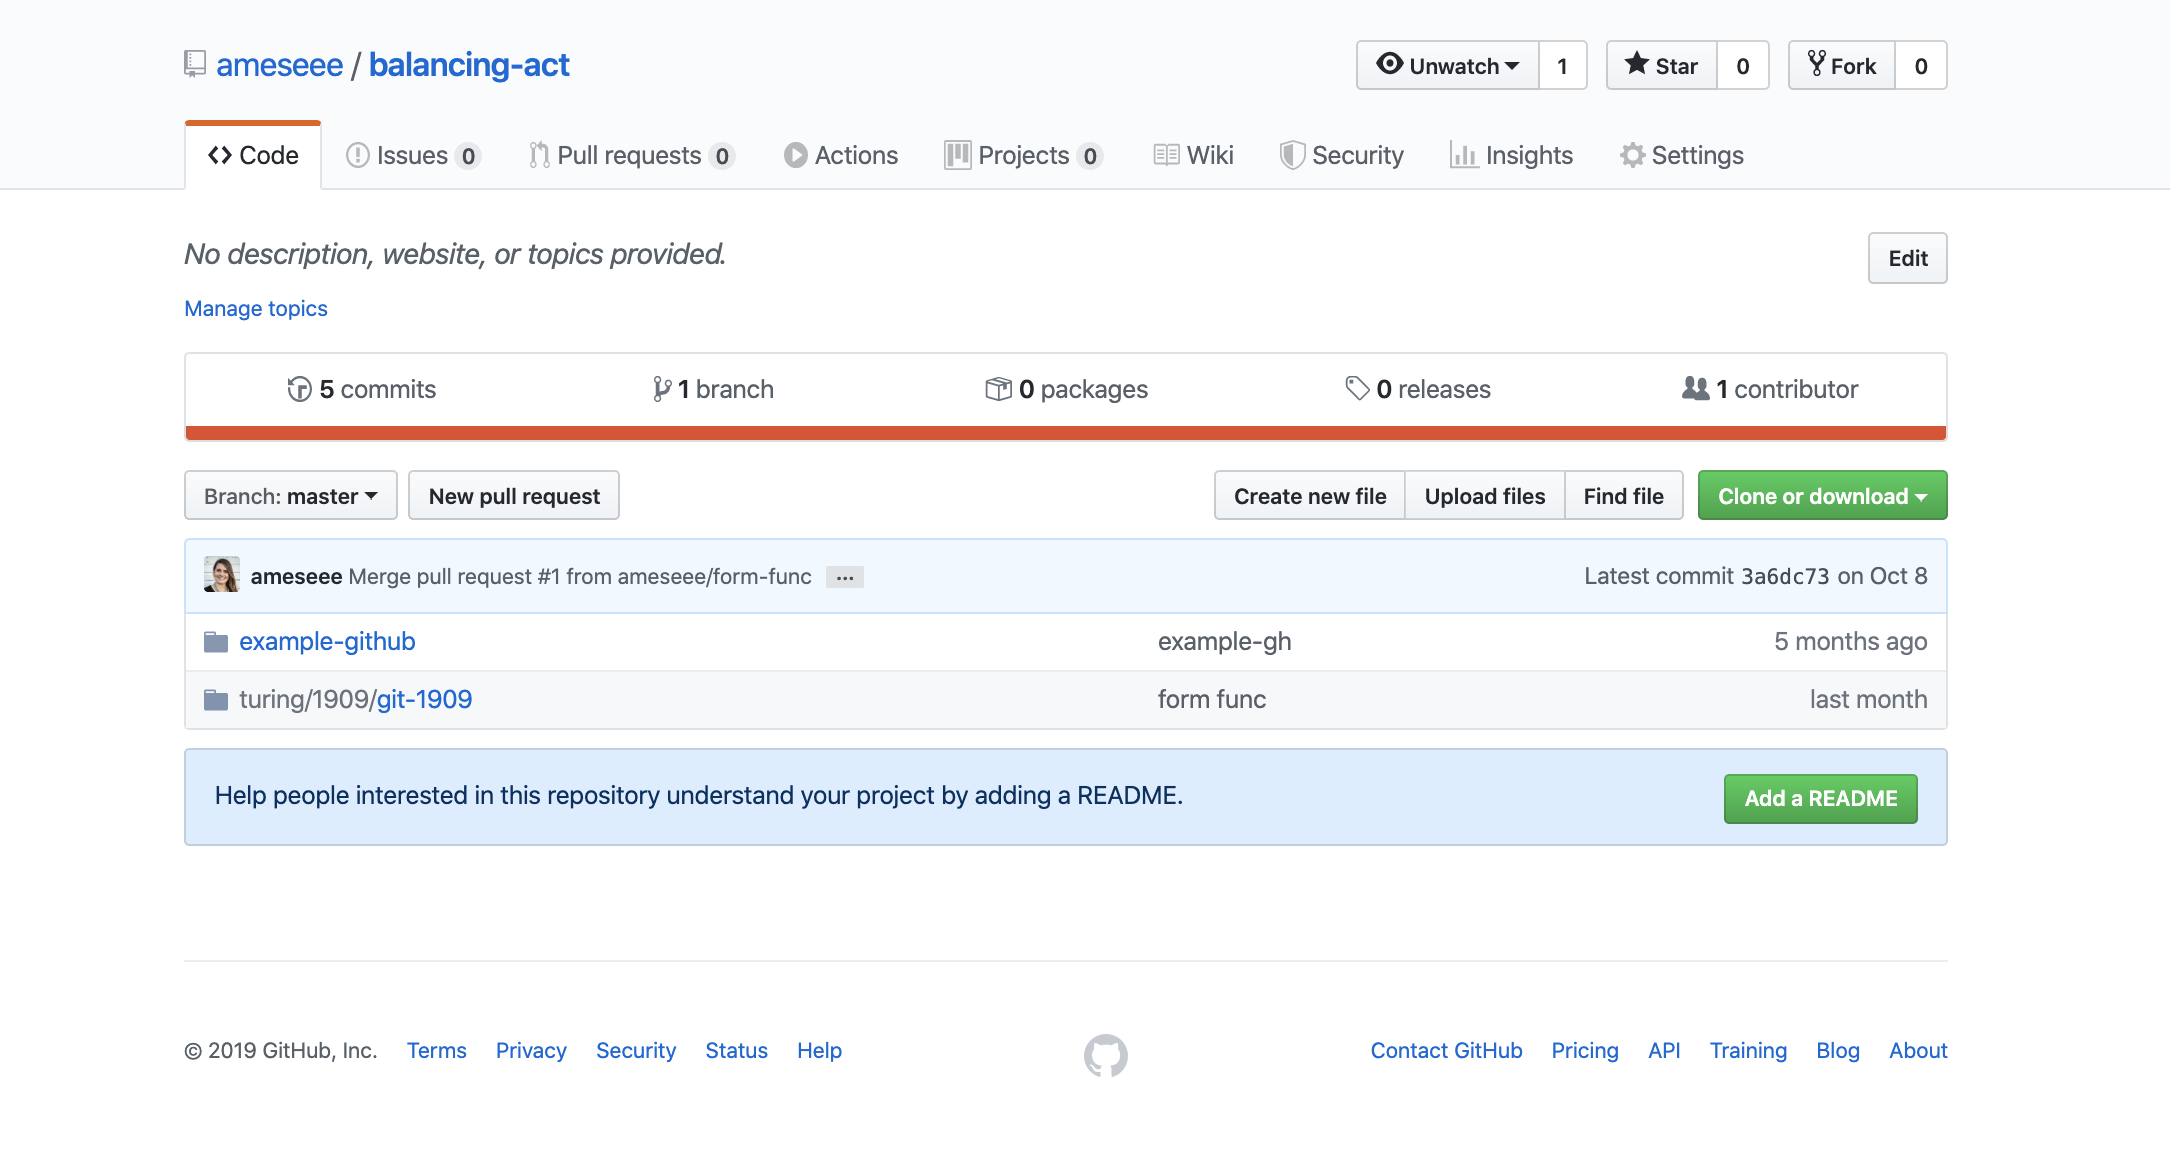 ameseee / balancing-act
Unwatch 1 Star 0 Fork 0
Code Issues 0 Pull requests 0 Actions Projects 0 Wiki Security Insights Settings
No description, website, or topics provided. Edit
Manage topics
5 commits 1 branch 0 packages 0 releases 1 contributor
Branch: master New pull request Create new file Upload files Find file Clone or download
ameseee Merge pull request #1 from ameseee/form-func ... Latest commit 3a6dc73 on Oct 8
example-github example-gh 5 months ago
turing/1909/git-1909 form func last month
Help people interested in this repository understand your project by adding a README. Add a README
© 2019 GitHub, Inc. Terms Privacy Security Status Help Contact GitHub Pricing API Training Blog About